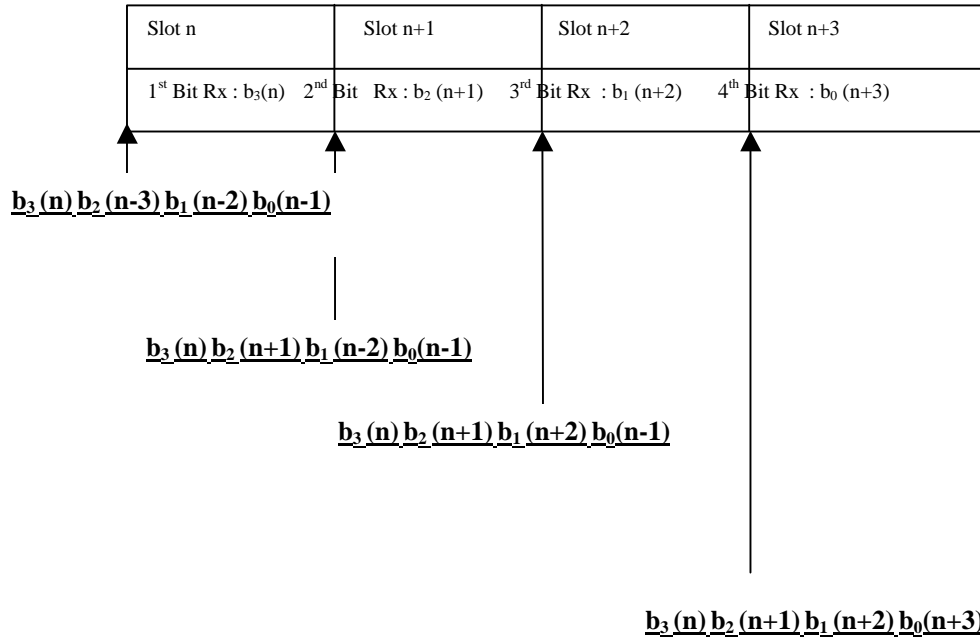 Slot n Slot n+1 Slot n+2 Slot n+3
1st Bit Rx : b3(n) 2nd Bit Rx : b2 (n+1) 3rd Bit Rx : b1 (n+2) 4th Bit Rx : b0 (n+3)
b3 (n) b2 (n-3) b1 (n-2) b0(n-1)
b3 (n) b2 (n+1) b1 (n-2) b0(n-1)
b3 (n) b2 (n+1) b1 (n+2) b0(n-1)
b3 (n) b2 (n+1) b1 (n+2) b0(n+3)